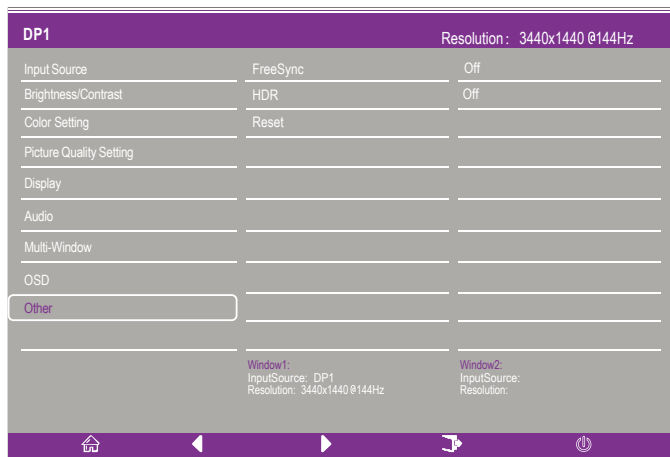 DP1
Resolution : 3440x1440 @144Hz
Input Source FreeSync Off
Brightness/Contrast HDR Off
Color Setting Reset
Picture Quality Setting
Display
Audio
Multi-Window
OSD
Other
Window1: Window2:
InputSource: DP1 InputSource:
Resolution: 3440x1440@144Hz Resolution: